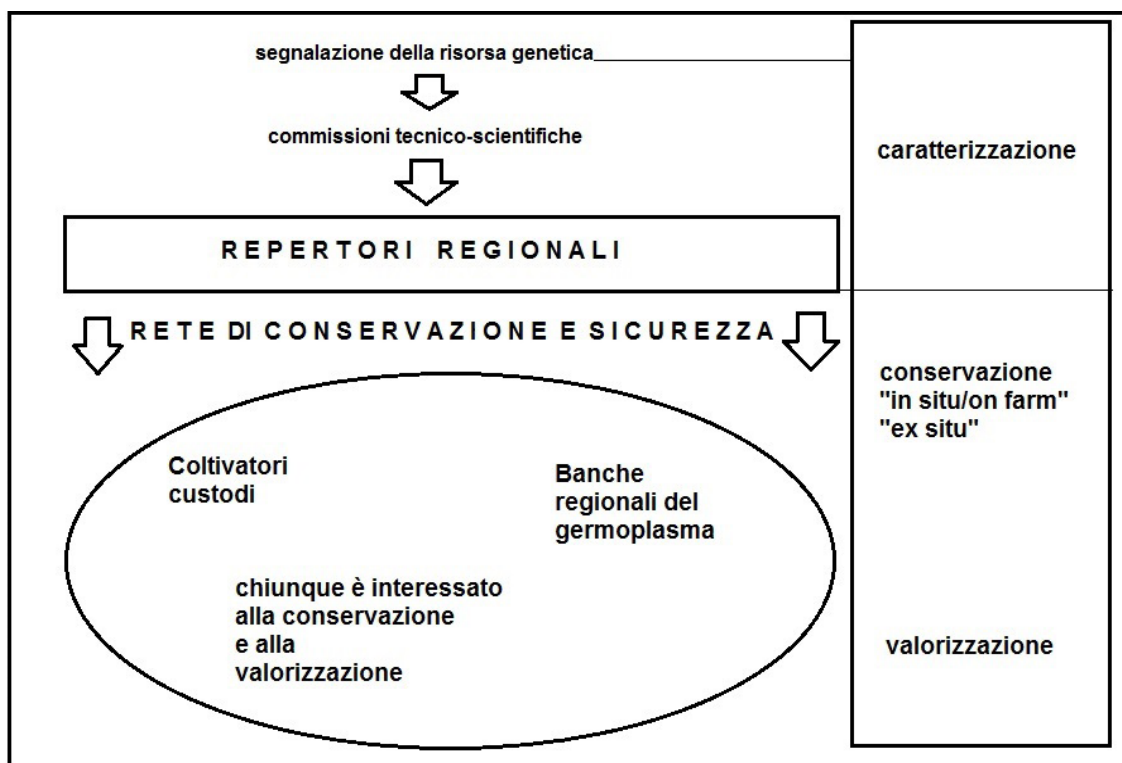 segnalazione della risorsa genetica
commissioni tecnico-scientifiche
caratterizzazione
REPERTORI REGIONALI
RETE DI CONSERVAZIONE E SICUREZZA
conservazione
"in situ/on farm"
"ex situ"
Coltivatori
custodi
Banche
regionali del
germoplasma
chiunque è interessato
alla conservazione
e alla
valorizzazione
valorizzazione